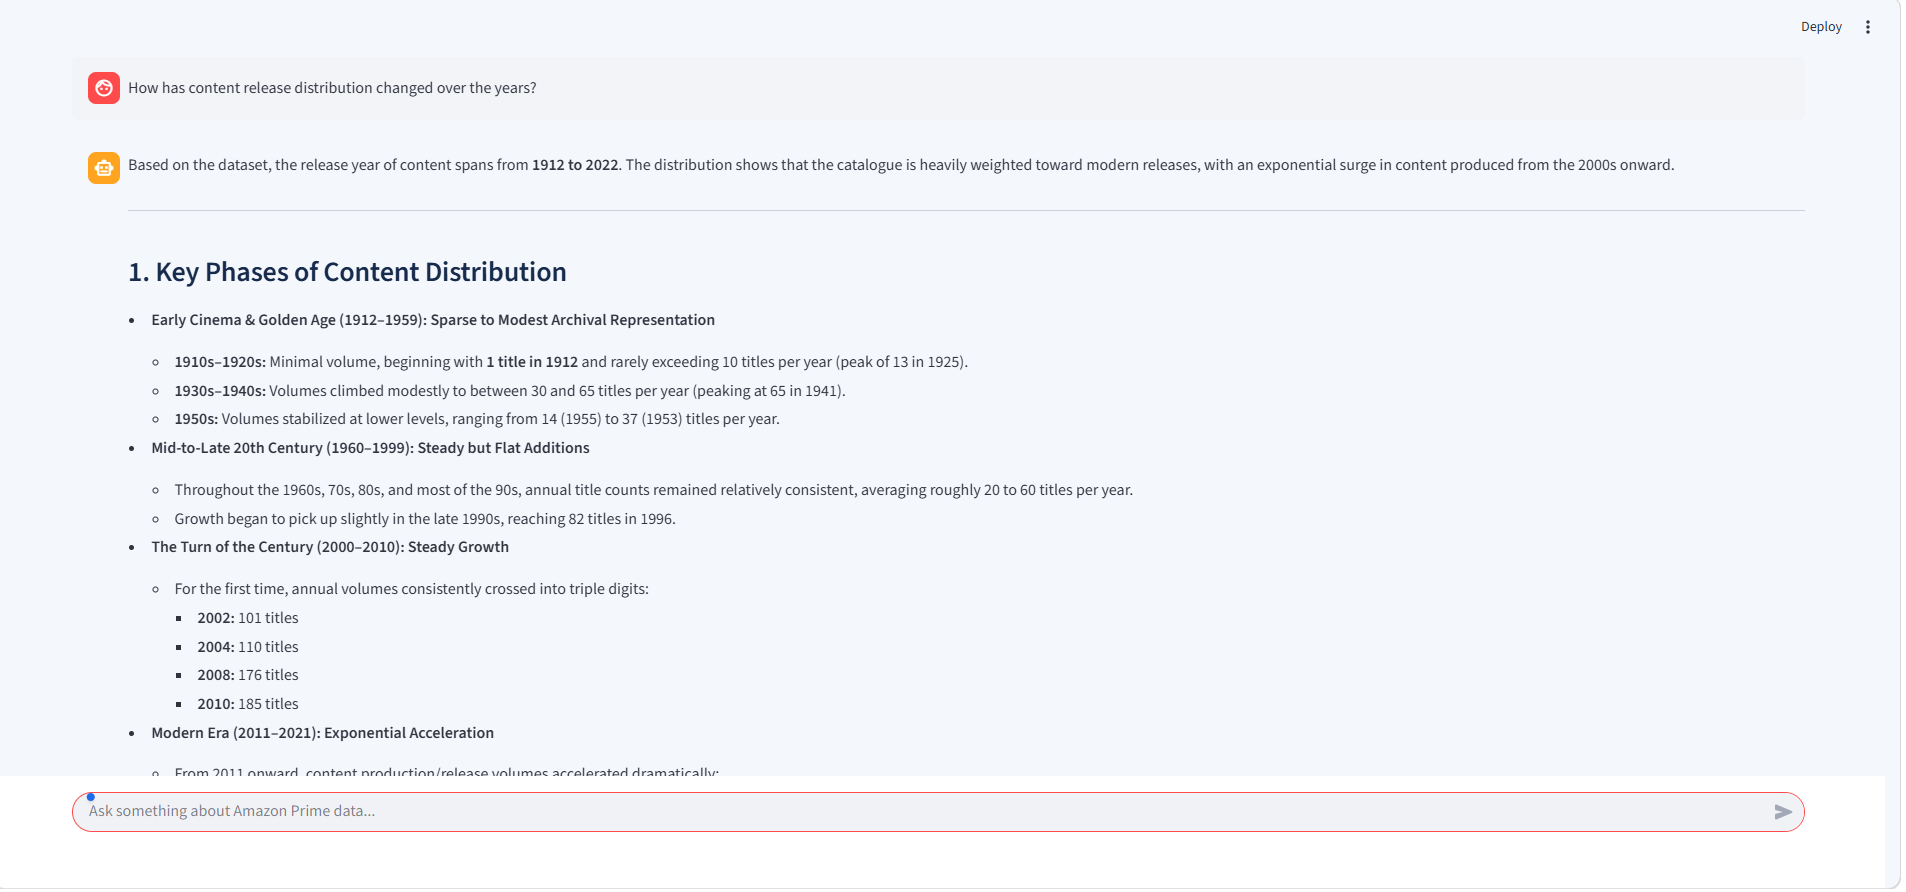 Deploy
How has content release distribution changed over the years?
Based on the dataset, the release year of content spans from 1912 to 2022. The distribution shows that the catalogue is heavily weighted toward modern releases, with an exponential surge in content produced from the 2000s onward.
1. Key Phases of Content Distribution
• Early Cinema & Golden Age (1912–1959): Sparse to Modest Archival Representation
◦ 1910s–1920s: Minimal volume, beginning with 1 title in 1912 and rarely exceeding 10 titles per year (peak of 13 in 1925).
◦ 1930s–1940s: Volumes climbed modestly to between 30 and 65 titles per year (peaking at 65 in 1941).
◦ 1950s: Volumes stabilized at lower levels, ranging from 14 (1955) to 37 (1953) titles per year.
• Mid-to-Late 20th Century (1960–1999): Steady but Flat Additions
◦ Throughout the 1960s, 70s, 80s, and most of the 90s, annual title counts remained relatively consistent, averaging roughly 20 to 60 titles per year.
◦ Growth began to pick up slightly in the late 1990s, reaching 82 titles in 1996.
• The Turn of the Century (2000–2010): Steady Growth
◦ For the first time, annual volumes consistently crossed into triple digits:
▪ 2002: 101 titles
▪ 2004: 110 titles
▪ 2008: 176 titles
▪ 2010: 185 titles
• Modern Era (2011–2021): Exponential Acceleration
◦ From 2011 onward, content production/release volumes accelerated dramatically:
Ask something about Amazon Prime data...